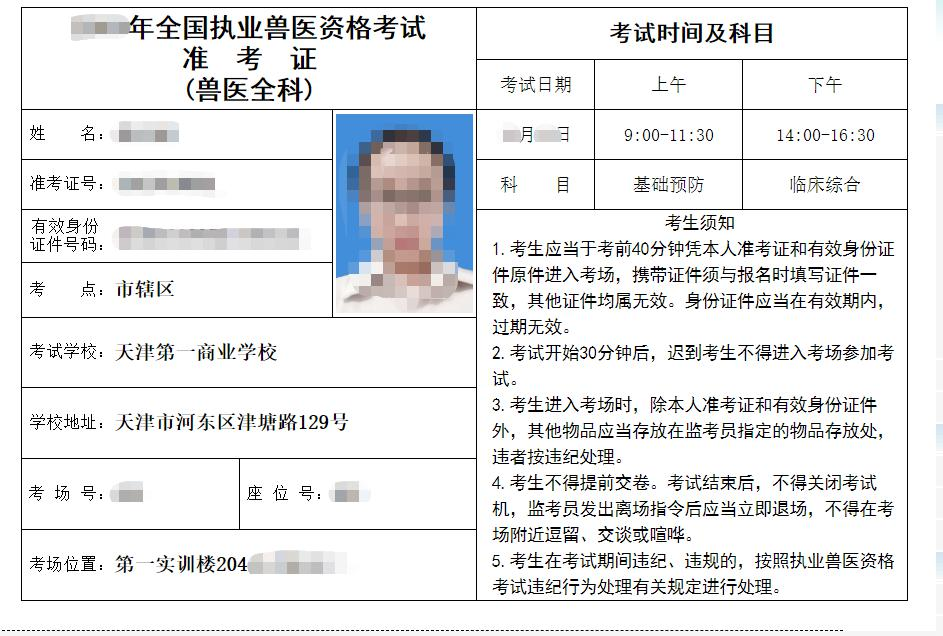 年全国执业兽医资格考试
准 考 证
(兽医全科)
姓 名:
准考证号:
有效身份
证件号码:
考 点: 市辖区
考试学校: 天津第一商业学校
学校地址: 天津市河东区津塘路129号
考 场 号:
座 位 号:
考场位置: 第一实训楼204
考试时间及科目
考试日期 上午 下午
月 日 9:00-11:30 14:00-16:30
科 目 基础预防 临床综合
考生须知
1.考生应当于考前40分钟凭本人准考证和有效身份证
件原件进入考场，携带证件须与报名时填写证件一
致，其他证件均属无效。身份证件应当在有效期内，
过期无效。
2.考试开始30分钟后，迟到考生不得进入考场参加考
试。
3.考生进入考场时，除本人准考证和有效身份证件
外，其他物品应当存放在监考员指定的物品存放处，
违者按违纪处理。
4.考生不得提前交卷。考试结束后，不得关闭考试
机，监考员发出离场指令后应当立即退场，不得在考
场附近逗留、交谈或喧哗。
5.考生在考试期间违纪、违规的，按照执业兽医资格
考试违纪行为处理有关规定进行处理。